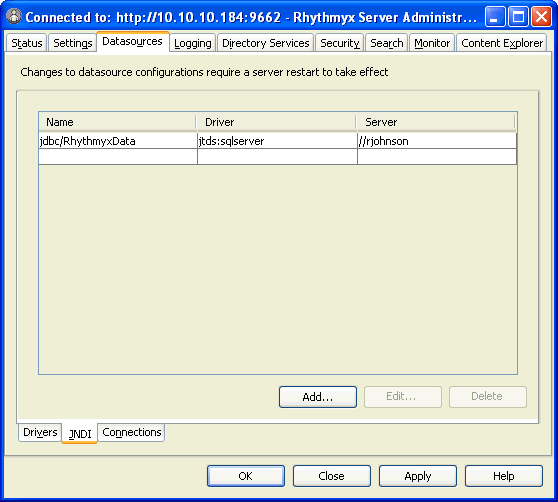 Connected to: http://10.10.10.184:9662 - Rhythmyx Server Administr...
Status Settings Datasources Logging Directory Services Security Search Monitor Content Explorer
Changes to datasource configurations require a server restart to take effect
Name Driver Server
jdbc/RhythmyxData jtds:sqlserver //rjohnson
Add... Edit... Delete
Drivers JNDI Connections
OK Close Apply Help